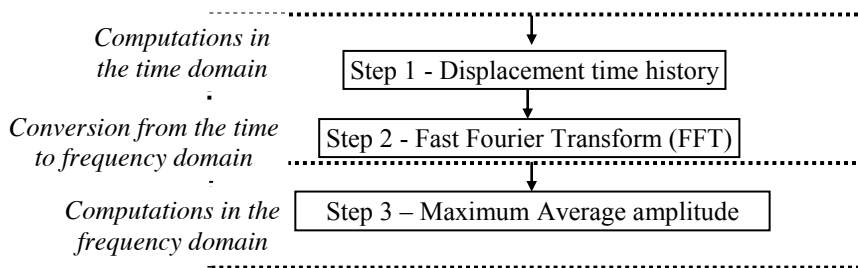 Computations in
the time domain
Step 1 - Displacement time history
Conversion from the time
to frequency domain
Step 2 - Fast Fourier Transform (FFT)
Computations in the
frequency domain
Step 3 – Maximum Average amplitude